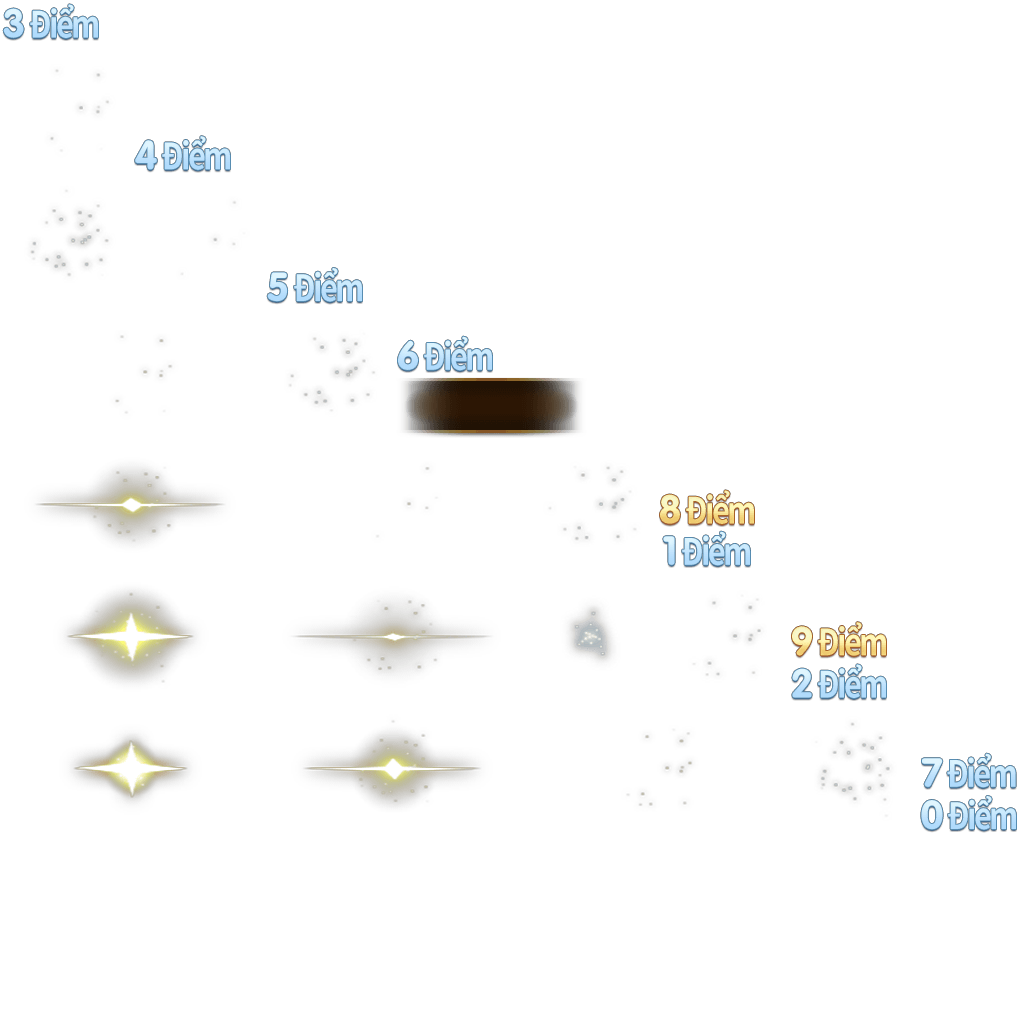 3 Điểm
4 Điểm
5 Điểm
6 Điểm
8 Điểm
1 Điểm
9 Điểm
2 Điểm
7 Điểm
0 Điểm